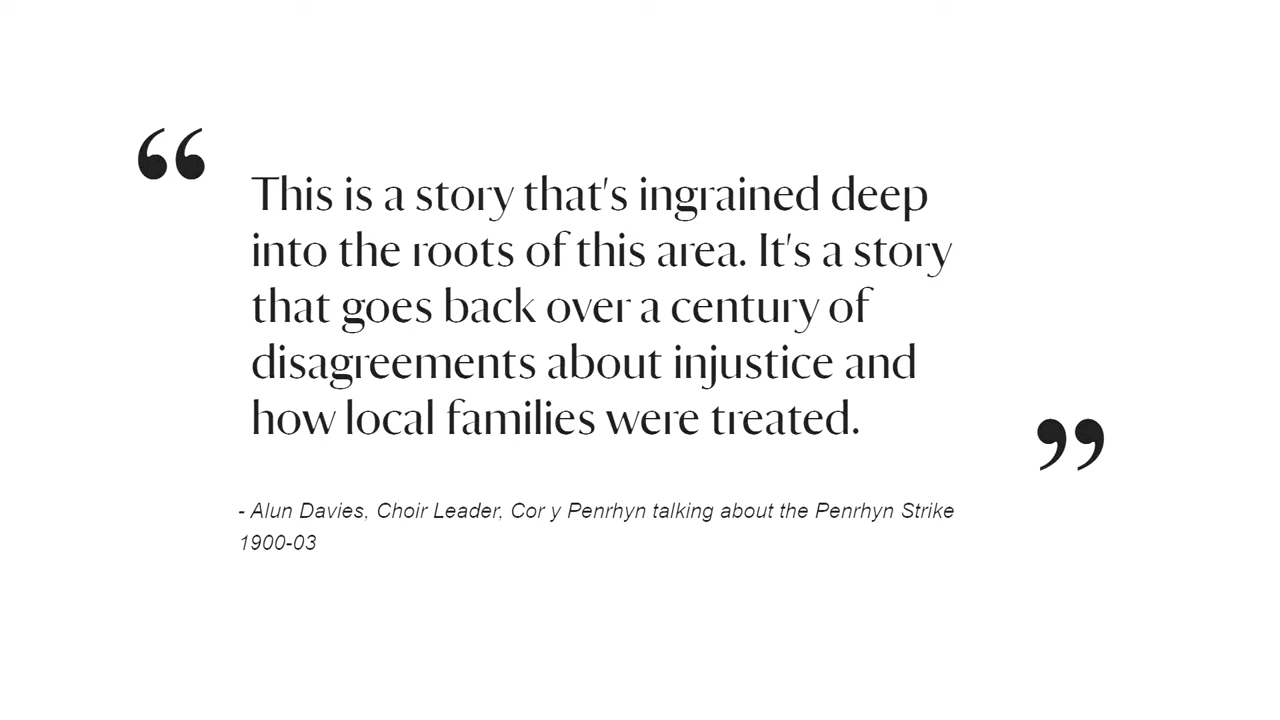 “
This is a story that's ingrained deep
into the roots of this area. It's a story
that goes back over a century of
disagreements about injustice and
how local families were treated.
”
- Alun Davies, Choir Leader, Cor y Penrhyn talking about the Penrhyn Strike
1900-03